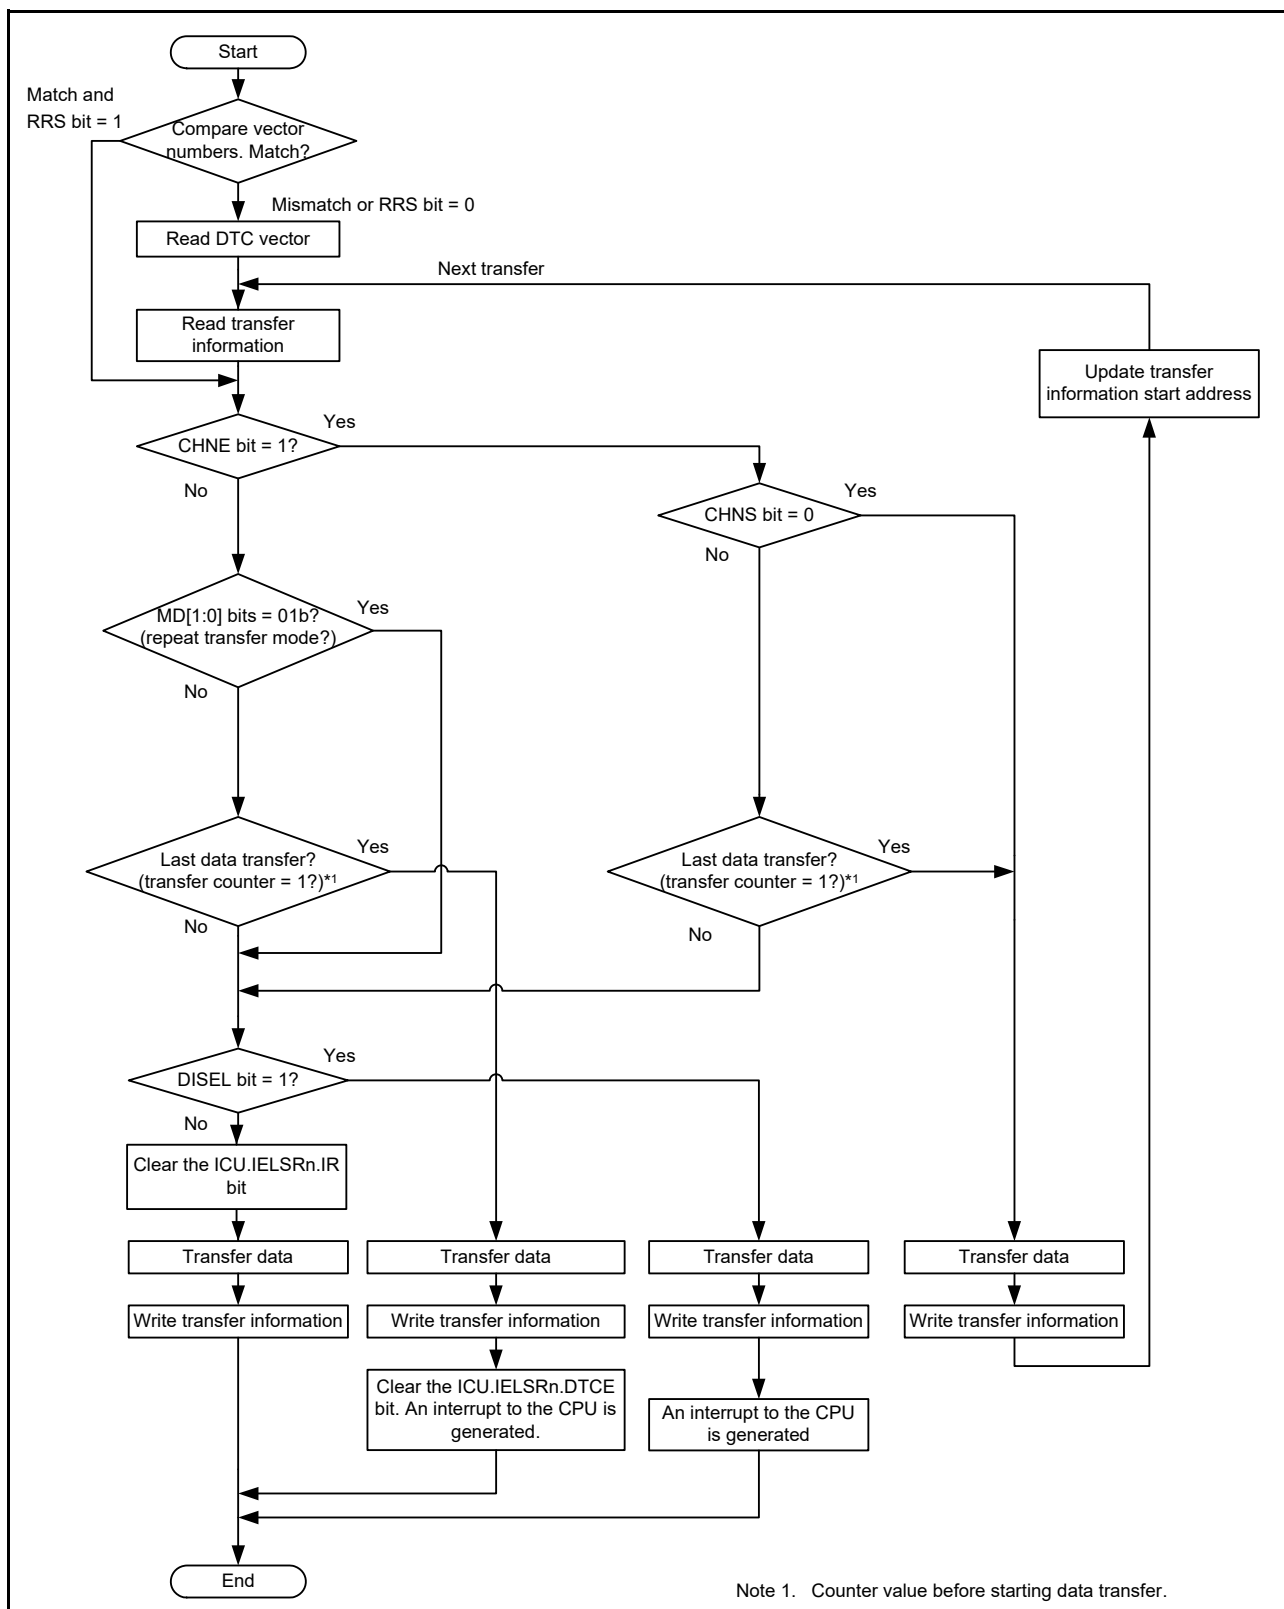 Start
Match and
RRS bit = 1
Compare vector
numbers. Match?
Mismatch or RRS bit = 0
Read DTC vector
Next transfer
Read transfer
information
Update transfer
information start address
CHNE bit = 1?
Yes
No
CHNS bit = 0
Yes
No
MD[1:0] bits = 01b?
(repeat transfer mode?)
Yes
No
Last data transfer?
(transfer counter = 1?)*1
Yes
No
Last data transfer?
(transfer counter = 1?)*1
Yes
No
DISEL bit = 1?
Yes
No
Clear the ICU.IELSRn.IR
bit
Transfer data
Transfer data
Transfer data
Transfer data
Write transfer information
Write transfer information
Write transfer information
Write transfer information
Clear the ICU.IELSRn.DTCE
bit. An interrupt to the CPU is
generated.
An interrupt to the CPU
is generated
End
Note 1. Counter value before starting data transfer.